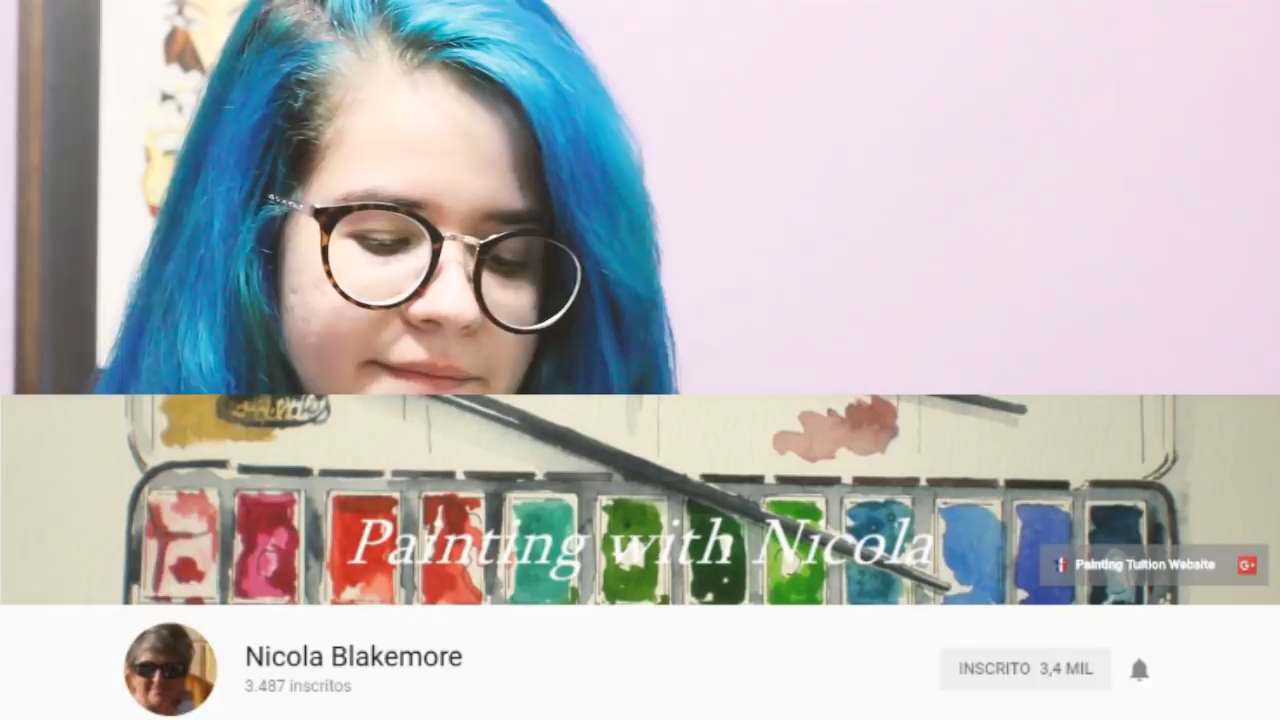 Painting with Nicola
Painting Tuition Website
G+
Nicola Blakemore
3.487 inscritos
INSCRITO 3,4 MIL